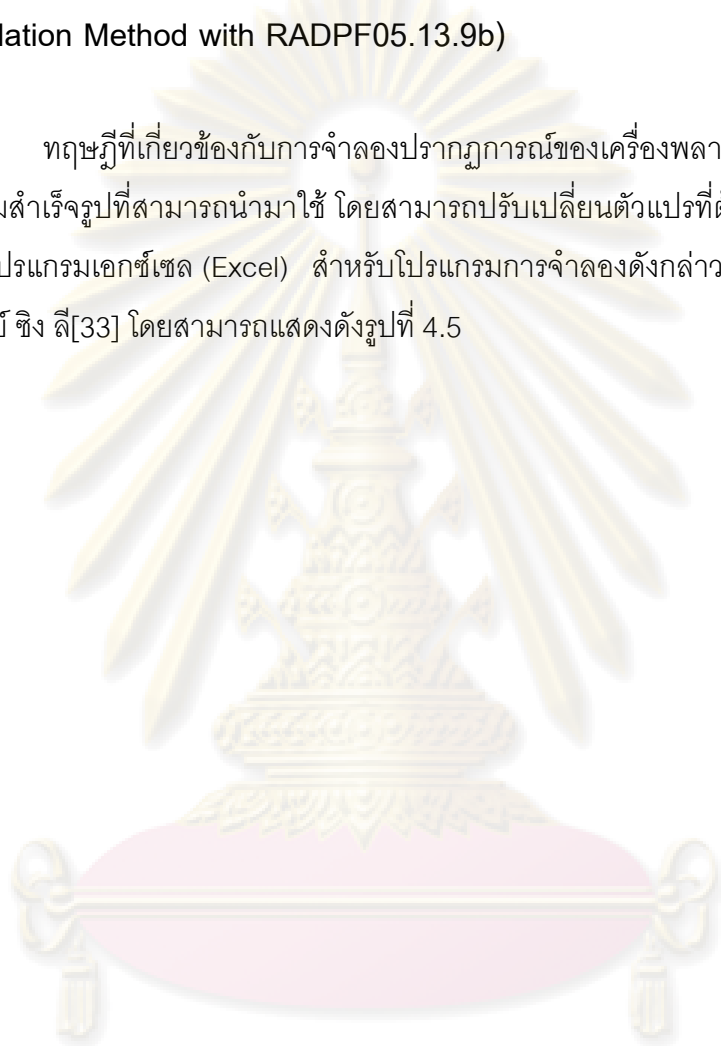 lation Method with RADPF05.13.9b)
ทฤษฎีที่เกี่ยวข้องกับการจำลองปรากฏการณ์ของเครื่องพลา
มสำเร็จรูปที่สามารถนำมาใช้ โดยสามารถปรับเปลี่ยนตัวแปรที่ต้
ปรแกรมเอกซ์เซล (Excel) สำหรับโปรแกรมการจำลองดังกล่าว
ย์ ซิง ลี[33] โดยสามารถแสดงดังรูปที่ 4.5